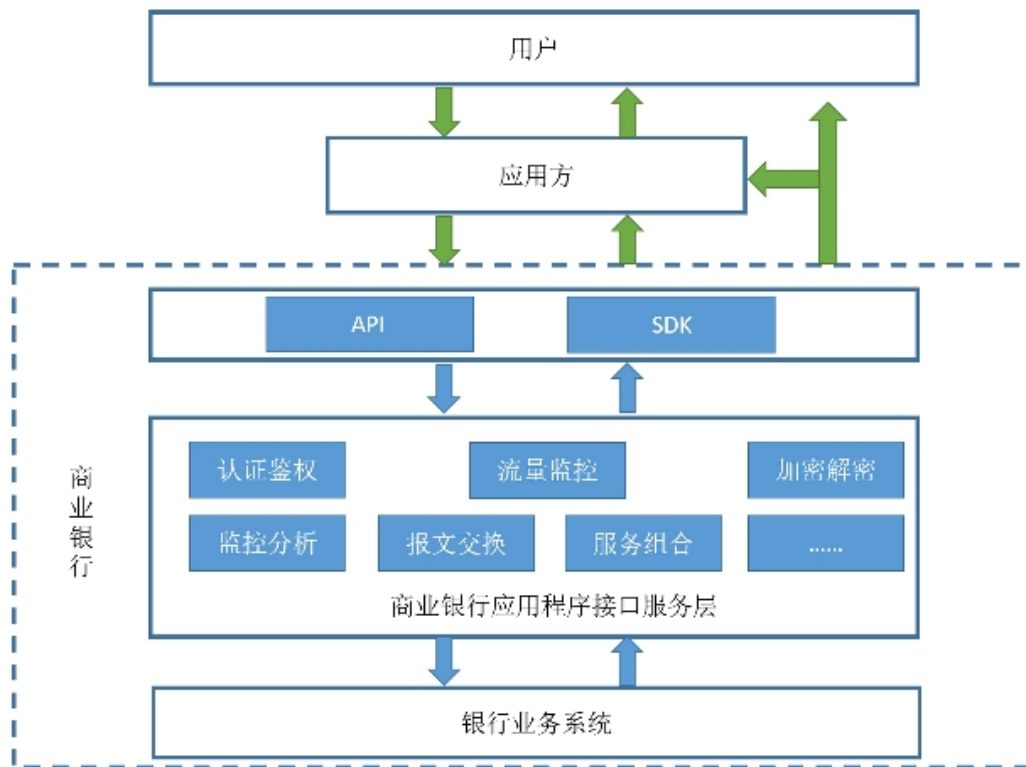 用户
应用方
API
SDK
商业银行
认证鉴权
流量监控
加密解密
监控分析
报文交换
服务组合
……
商业银行应用程序接口服务层
银行业务系统